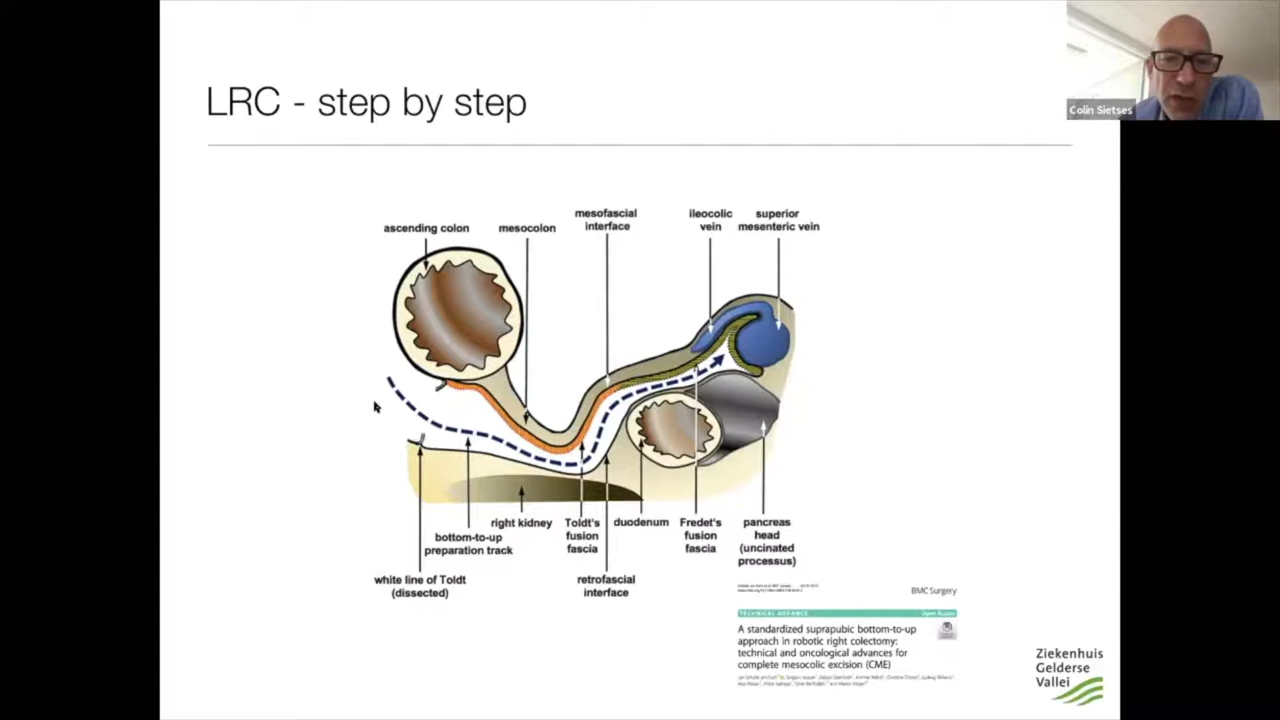 Colin Sietses
LRC - step by step
ascending colon
mesocolon
mesofascial
interface
ileocolic
vein
superior
mesenteric vein
right kidney
bottom-to-up
preparation track
white line of Toldt
(dissected)
Toldt's
fusion
fascia
retrofascial
interface
duodenum
Fredet's
fusion
fascia
pancreas
head
(uncinated
processus)
BMC Surgery
TECHNICAL ADVANCE
Open Access
A standardized suprapubic bottom-to-up
approach in robotic right colectomy:
technical and oncological advances for
complete mesocolic excision (CME)
Ziekenhuis
Gelderse
Vallei